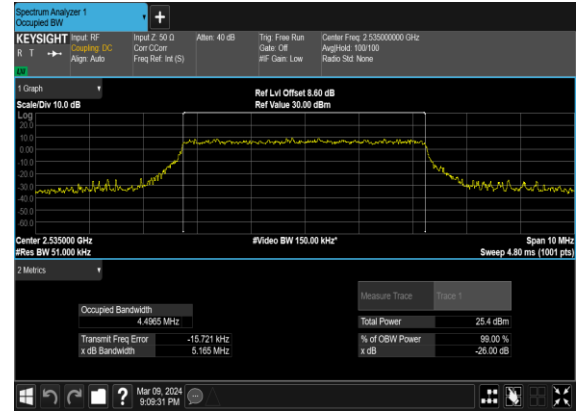 Spectrum Analyzer 1
Occupied BW
+
KEYSIGHT Input: RF Input Z: 50 Ω Atten: 40 dB Trig: Free Run Center Freq: 2.535000000 GHz
R T Coupling: DC Corr CCorr Gate: Off Avg|Hold: 100/100
Align: Auto Freq Ref: Int (S) #IF Gain: Low Radio Std: None
LV
1 Graph
Ref Lvl Offset 8.60 dB
Scale/Div 10.0 dB Ref Value 30.00 dBm
Log
20.0
10.0
0.00
-10.0
-20.0
-30.0
-40.0
-50.0
-60.0
Center 2.535000 GHz #Video BW 150.00 kHz* Span 10 MHz
#Res BW 51.000 kHz Sweep 4.80 ms (1001 pts)
2 Metrics
Measure Trace Trace 1
Occupied Bandwidth
4.4965 MHz
Total Power 25.4 dBm
Transmit Freq Error -15.721 kHz % of OBW Power 99.00 %
x dB Bandwidth 5.165 MHz x dB -26.00 dB
?
Mar 09, 2024
9:09:31 PM